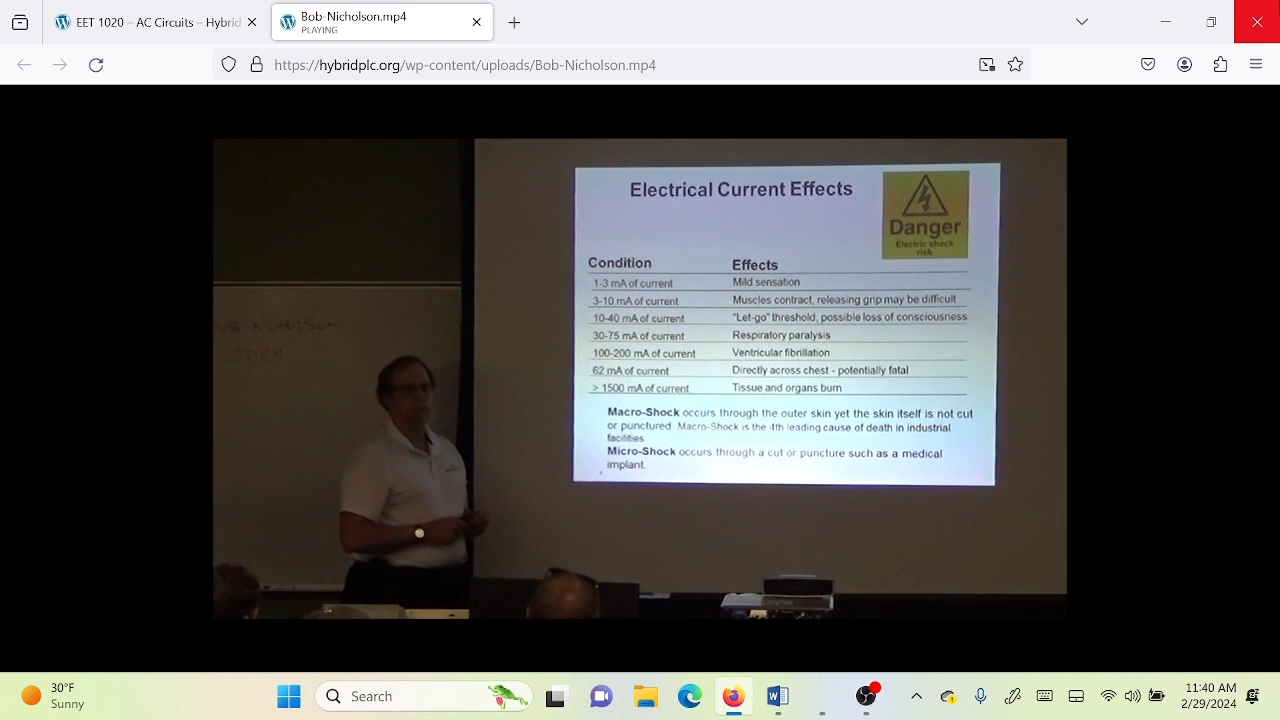 EET 1020 – AC Circuits – Hybrid
Bob-Nicholson.mp4
PLAYING
https://hybridplc.org/wp-content/uploads/Bob-Nicholson.mp4
Electrical Current Effects
Danger
Electric shock
risk
Condition Effects
1-3 mA of current Mild sensation
3-10 mA of current Muscles contract, releasing grip may be difficult
10-40 mA of current "Let-go" threshold, possible loss of consciousness
30-75 mA of current Respiratory paralysis
100-200 mA of current Ventricular fibrillation
62 mA of current Directly across chest - potentially fatal
> 1500 mA of current Tissue and organs burn
Macro-Shock occurs through the outer skin yet the skin itself is not cut
or punctured Macro-Shock is the 4th leading cause of death in industrial
facilities
Micro-Shock occurs through a cut or puncture such as a medical
implant.
NICHOLSON
30°F
Sunny
Search
11:40 AM
2/29/2024